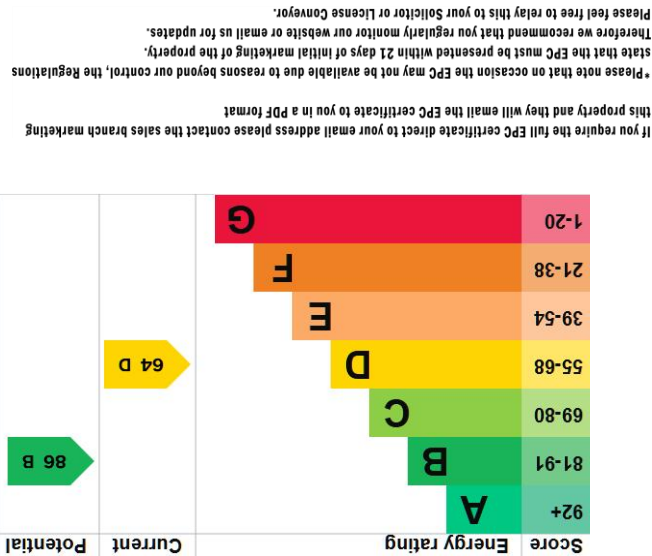 Score Energy rating Current Potential
92+ A
81-91 B 86 B
69-80 C
55-68 D 64 D
39-54 E
21-38 F
1-20 G
If you require the full EPC certificate direct to your email address please contact the sales branch marketing
this property and they will email the EPC certificate to you in a PDF format
*Please note that on occasion the EPC may not be available due to reasons beyond our control, the Regulations
state that the EPC must be presented within 21 days of initial marketing of the property.
Therefore we recommend that you regularly monitor our website or email us for updates.
Please feel free to relay this to your Solicitor or License Conveyor.